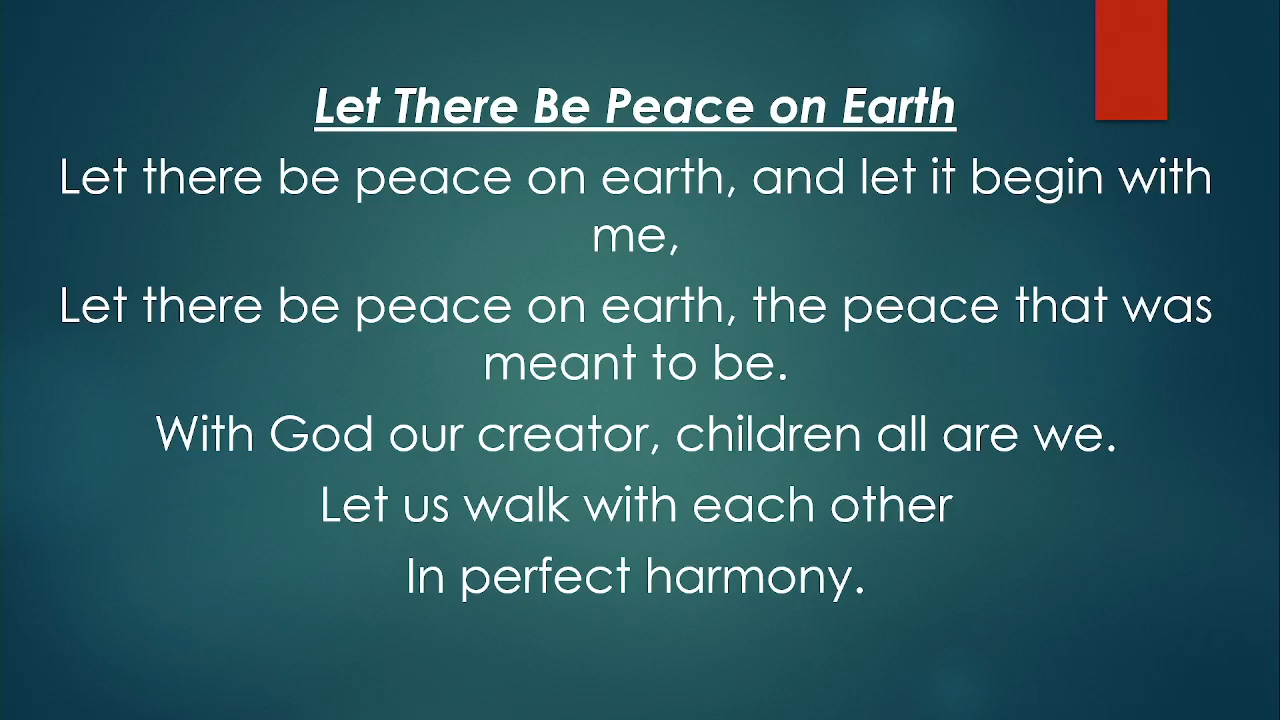 Let There Be Peace on Earth
Let there be peace on earth, and let it begin with
me,
Let there be peace on earth, the peace that was
meant to be.
With God our creator, children all are we.
Let us walk with each other
In perfect harmony.